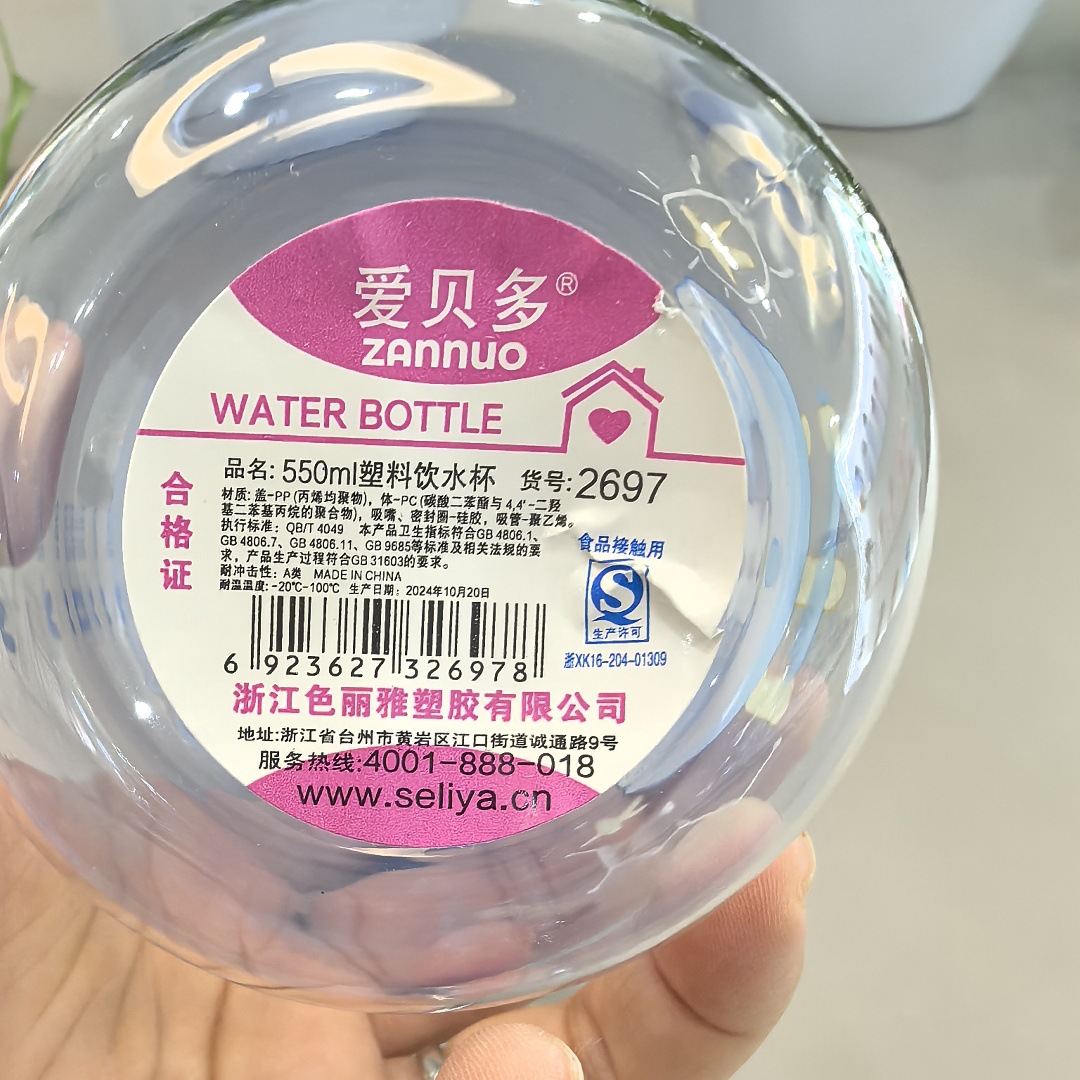 爱贝多®
ZANNUO
WATER BOTTLE
合格证
品名: 550ml塑料饮水杯 货号: 2697
材质: 盖-PP (丙烯均聚物), 体-PC (碳酸二苯酯与 4,4'-二羟
基二苯基丙烷的聚合物), 吸嘴、密封圈-硅胶, 吸管-聚乙烯。
执行标准: QB/T 4049 本产品卫生指标符合GB 4806.1、
GB 4806.7、GB 4806.11、GB 9685等标准及相关法规的要
求, 产品生产过程符合GB 31603的要求。
耐冲击性: A类 MADE IN CHINA
耐温温度: -20℃-100℃ 生产日期: 2024年10月20日
食品接触用
生产许可
浙XK16-204-01309
6 923627 326978
浙江色丽雅塑胶有限公司
地址:浙江省台州市黄岩区江口街道诚通路9号
服务热线:4001-888-018
www.seliya.cn